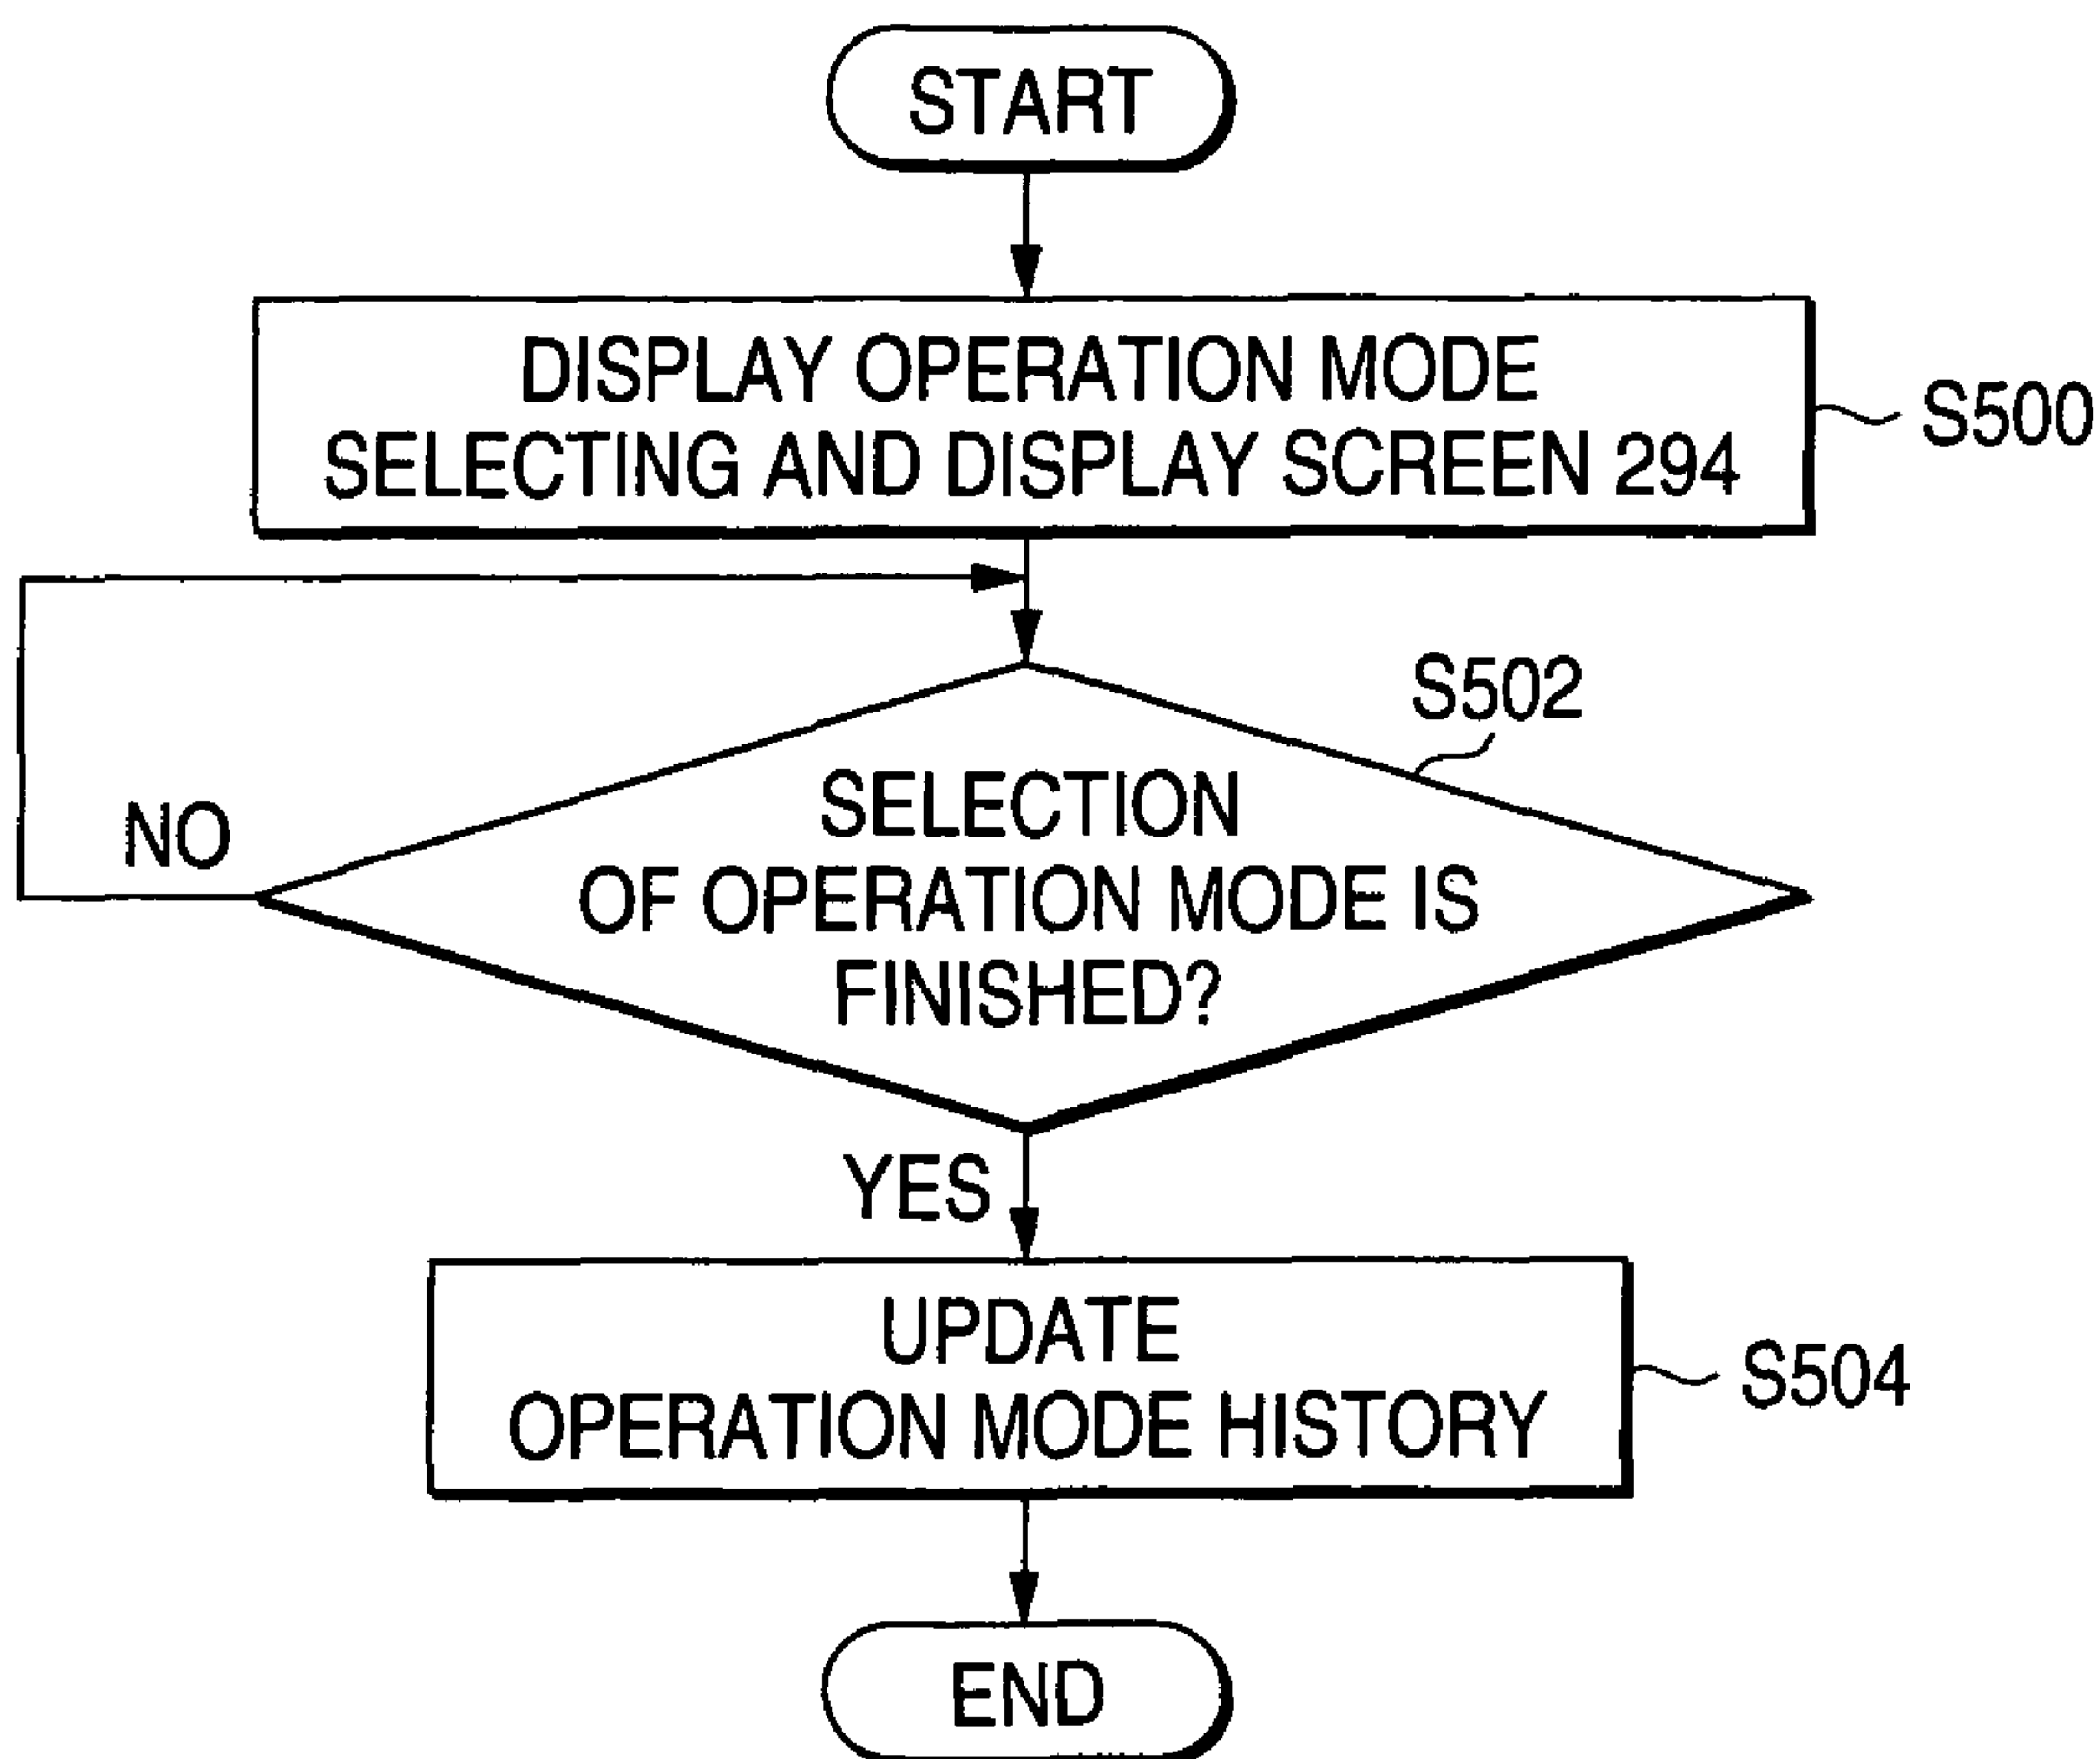 START
DISPLAY OPERATION MODE
SELECTING AND DISPLAY SCREEN 294
S500
S502
SELECTION
OF OPERATION MODE IS
FINISHED?
NO
YES
UPDATE
OPERATION MODE HISTORY
S504
END